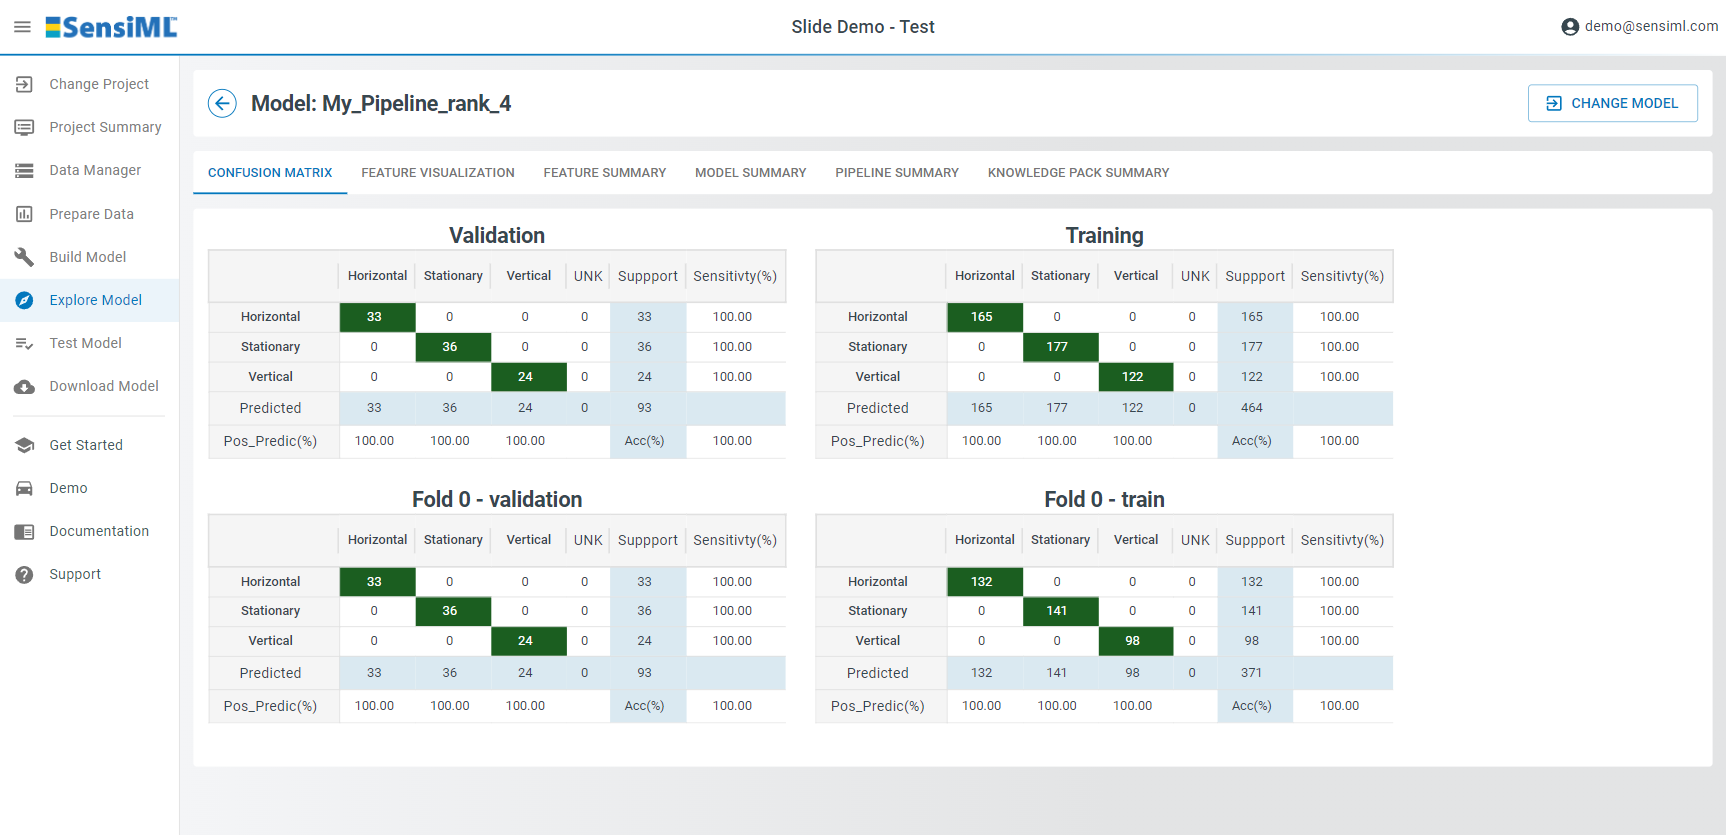 SensiML™
Slide Demo - Test
demo@sensiml.com
Change Project
Project Summary
Data Manager
Prepare Data
Build Model
Explore Model
Test Model
Download Model
Get Started
Demo
Documentation
Support
Model: My_Pipeline_rank_4
CHANGE MODEL
CONFUSION MATRIX FEATURE VISUALIZATION FEATURE SUMMARY MODEL SUMMARY PIPELINE SUMMARY KNOWLEDGE PACK SUMMARY
Validation
Horizontal Stationary Vertical UNK Suppport Sensitivty(%)
Horizontal 33 0 0 0 33 100.00
Stationary 0 36 0 0 36 100.00
Vertical 0 0 24 0 24 100.00
Predicted 33 36 24 0 93
Pos_Predic(%) 100.00 100.00 100.00 Acc(%) 100.00
Training
Horizontal Stationary Vertical UNK Suppport Sensitivty(%)
Horizontal 165 0 0 0 165 100.00
Stationary 0 177 0 0 177 100.00
Vertical 0 0 122 0 122 100.00
Predicted 165 177 122 0 464
Pos_Predic(%) 100.00 100.00 100.00 Acc(%) 100.00
Fold 0 - validation
Horizontal Stationary Vertical UNK Suppport Sensitivty(%)
Horizontal 33 0 0 0 33 100.00
Stationary 0 36 0 0 36 100.00
Vertical 0 0 24 0 24 100.00
Predicted 33 36 24 0 93
Pos_Predic(%) 100.00 100.00 100.00 Acc(%) 100.00
Fold 0 - train
Horizontal Stationary Vertical UNK Suppport Sensitivty(%)
Horizontal 132 0 0 0 132 100.00
Stationary 0 141 0 0 141 100.00
Vertical 0 0 98 0 98 100.00
Predicted 132 141 98 0 371
Pos_Predic(%) 100.00 100.00 100.00 Acc(%) 100.00